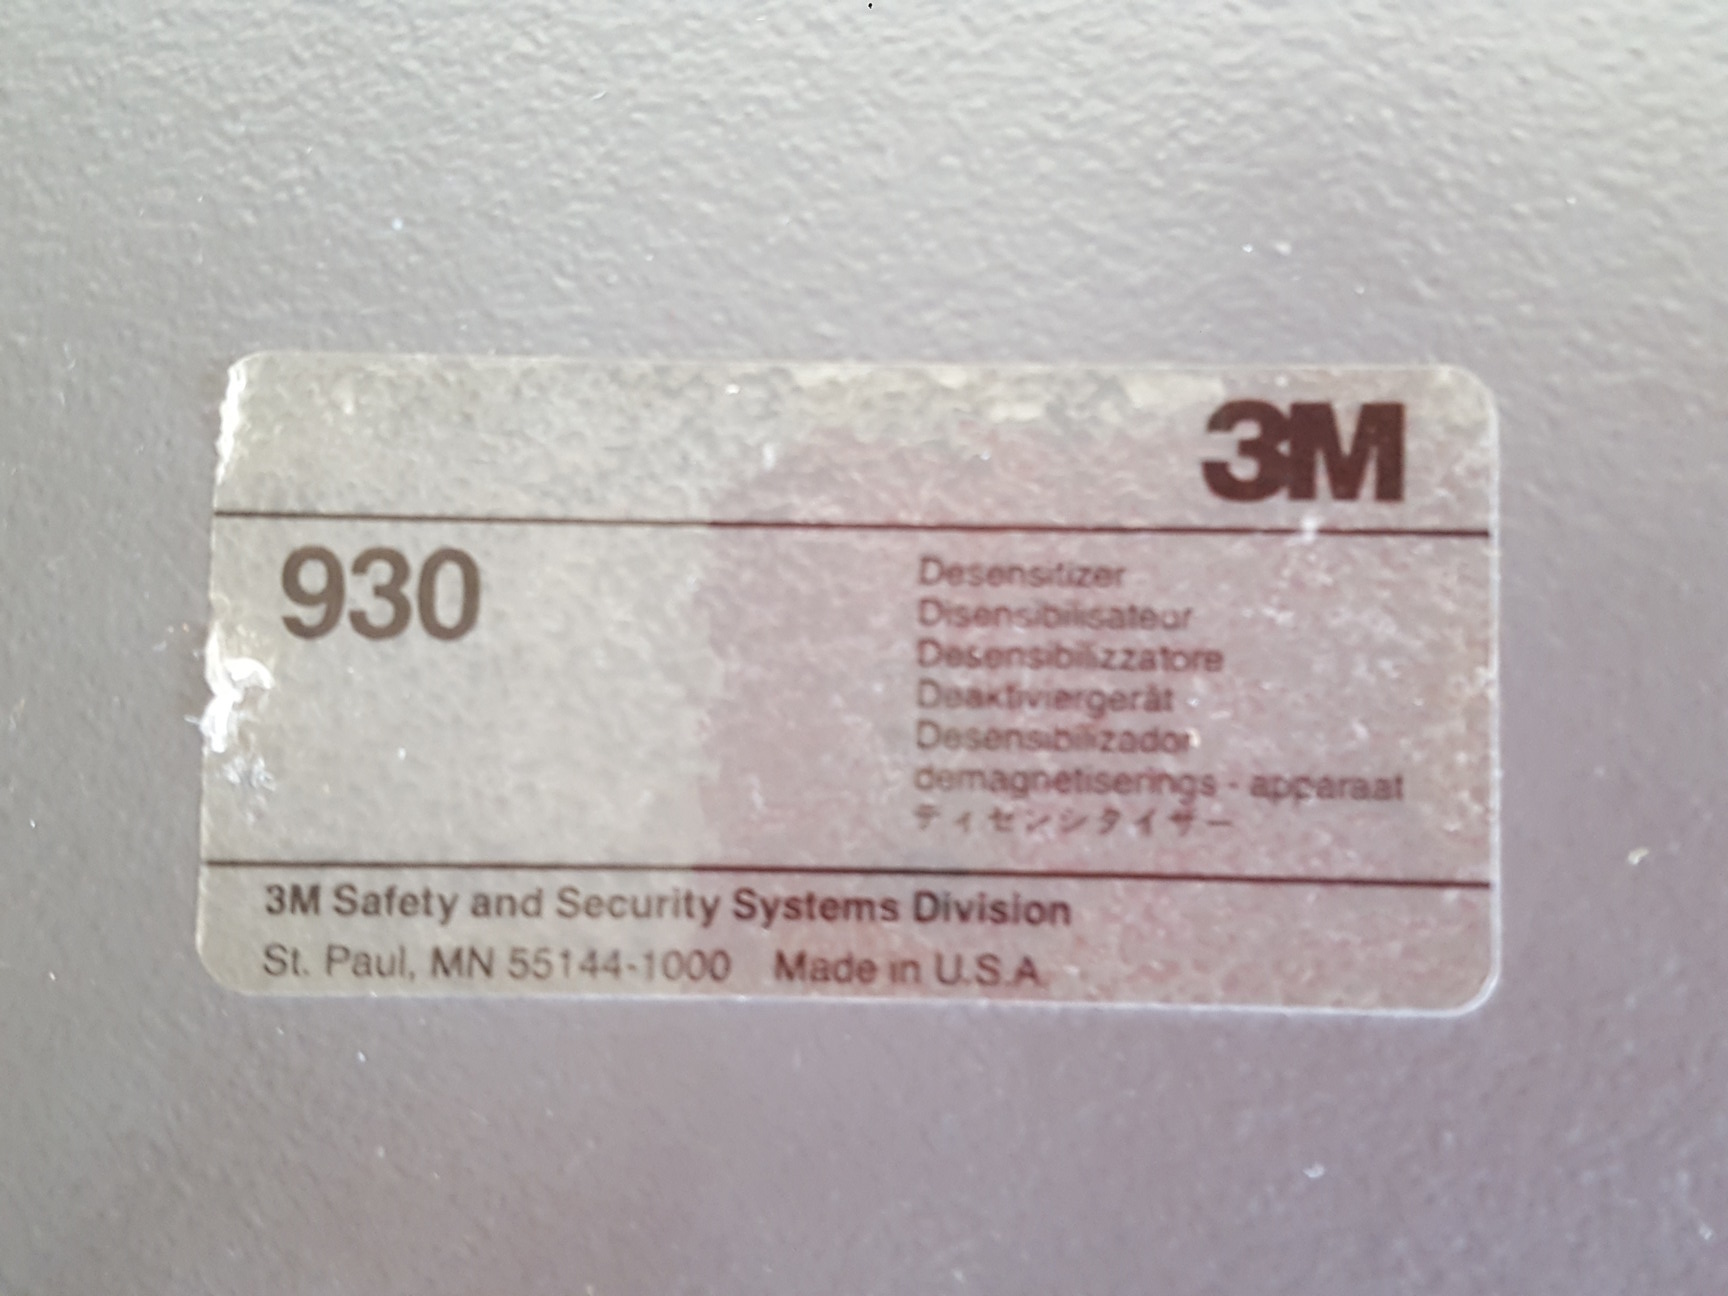 3M
930
Desensitizer
Disensibilisateur
Desensibilizzatore
Deaktiviergerät
Desensibilizador
demagnetiserings - apparaat
ティセンシタイザー
3M Safety and Security Systems Division
St. Paul, MN 55144-1000 Made in U.S.A.